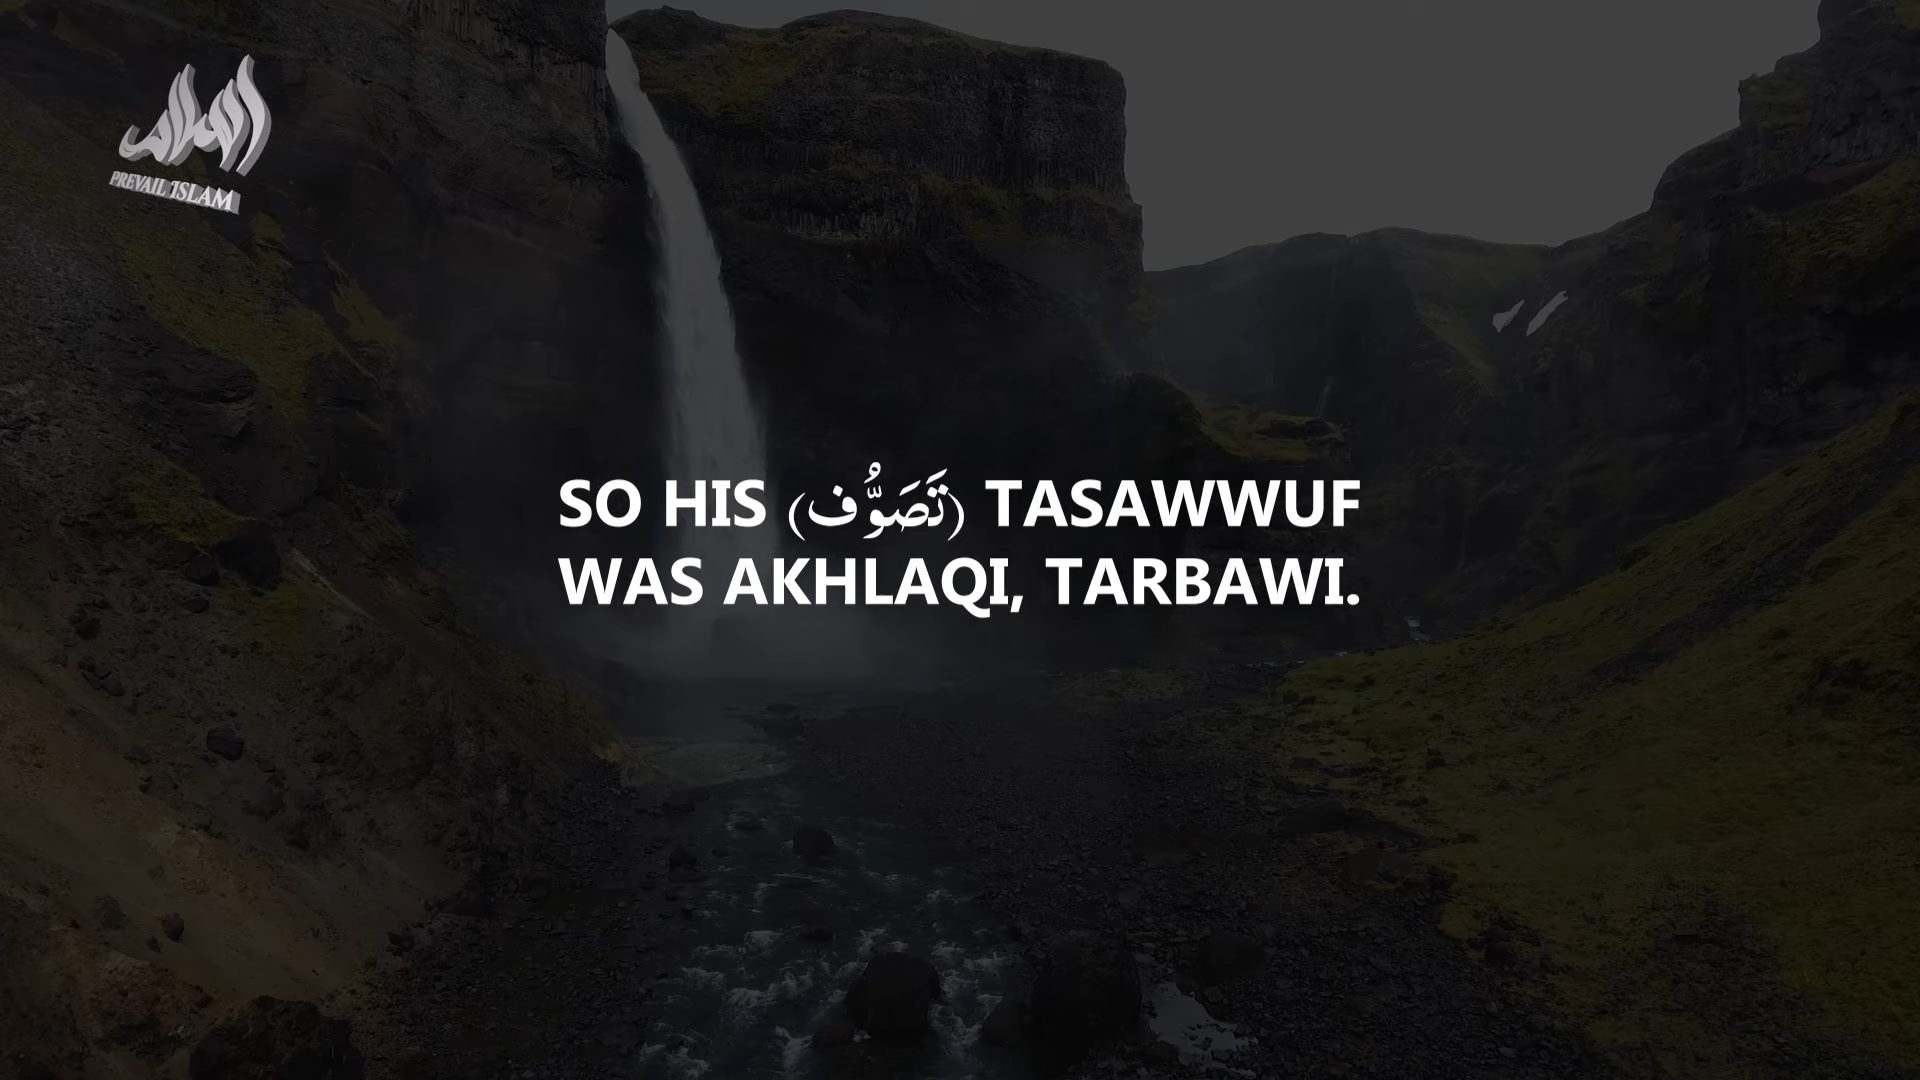 PREVAIL ISLAM
SO HIS (تَصَوُّف) TASAWWUF
WAS AKHLAQI, TARBAWI.